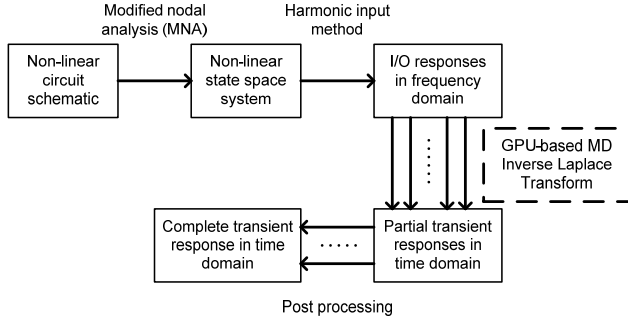 Modified nodal
analysis (MNA)
Harmonic input
method
Non-linear
circuit
schematic
Non-linear
state space
system
I/O responses
in frequency
domain
GPU-based MD
Inverse Laplace
Transform
Complete transient
response in time
domain
Partial transient
responses in
time domain
Post processing